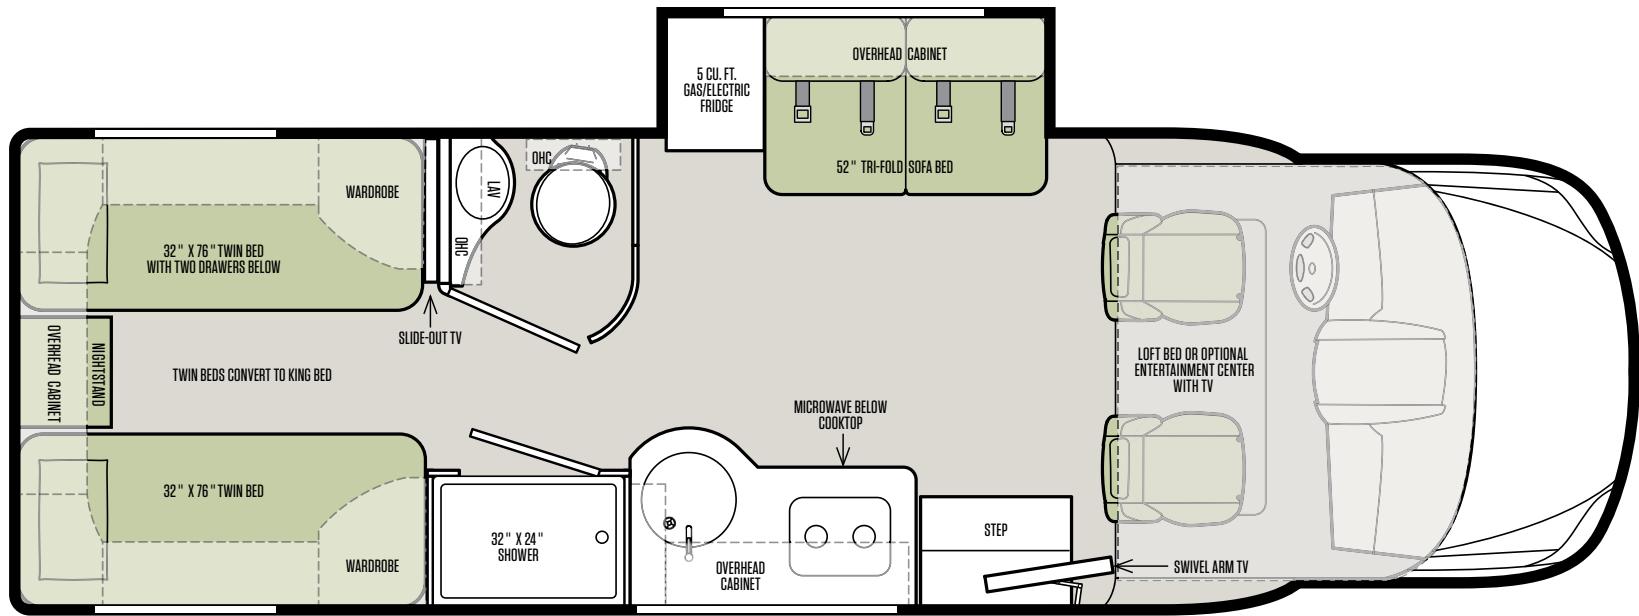 5 CU. FT.
GAS/ELECTRIC
FRIDGE
OVERHEAD CABINET
52" TRI-FOLD SOFA BED
WARDROBE
32" X 76" TWIN BED
WITH TWO DRAWERS BELOW
LAV
OHC
OHC
SLIDE-OUT TV
OVERHEAD CABINET
NIGHTSTAND
TWIN BEDS CONVERT TO KING BED
LOFT BED OR OPTIONAL
ENTERTAINMENT CENTER
WITH TV
MICROWAVE BELOW
COOKTOP
32" X 76" TWIN BED
WARDROBE
32" X 24"
SHOWER
OVERHEAD
CABINET
STEP
SWIVEL ARM TV